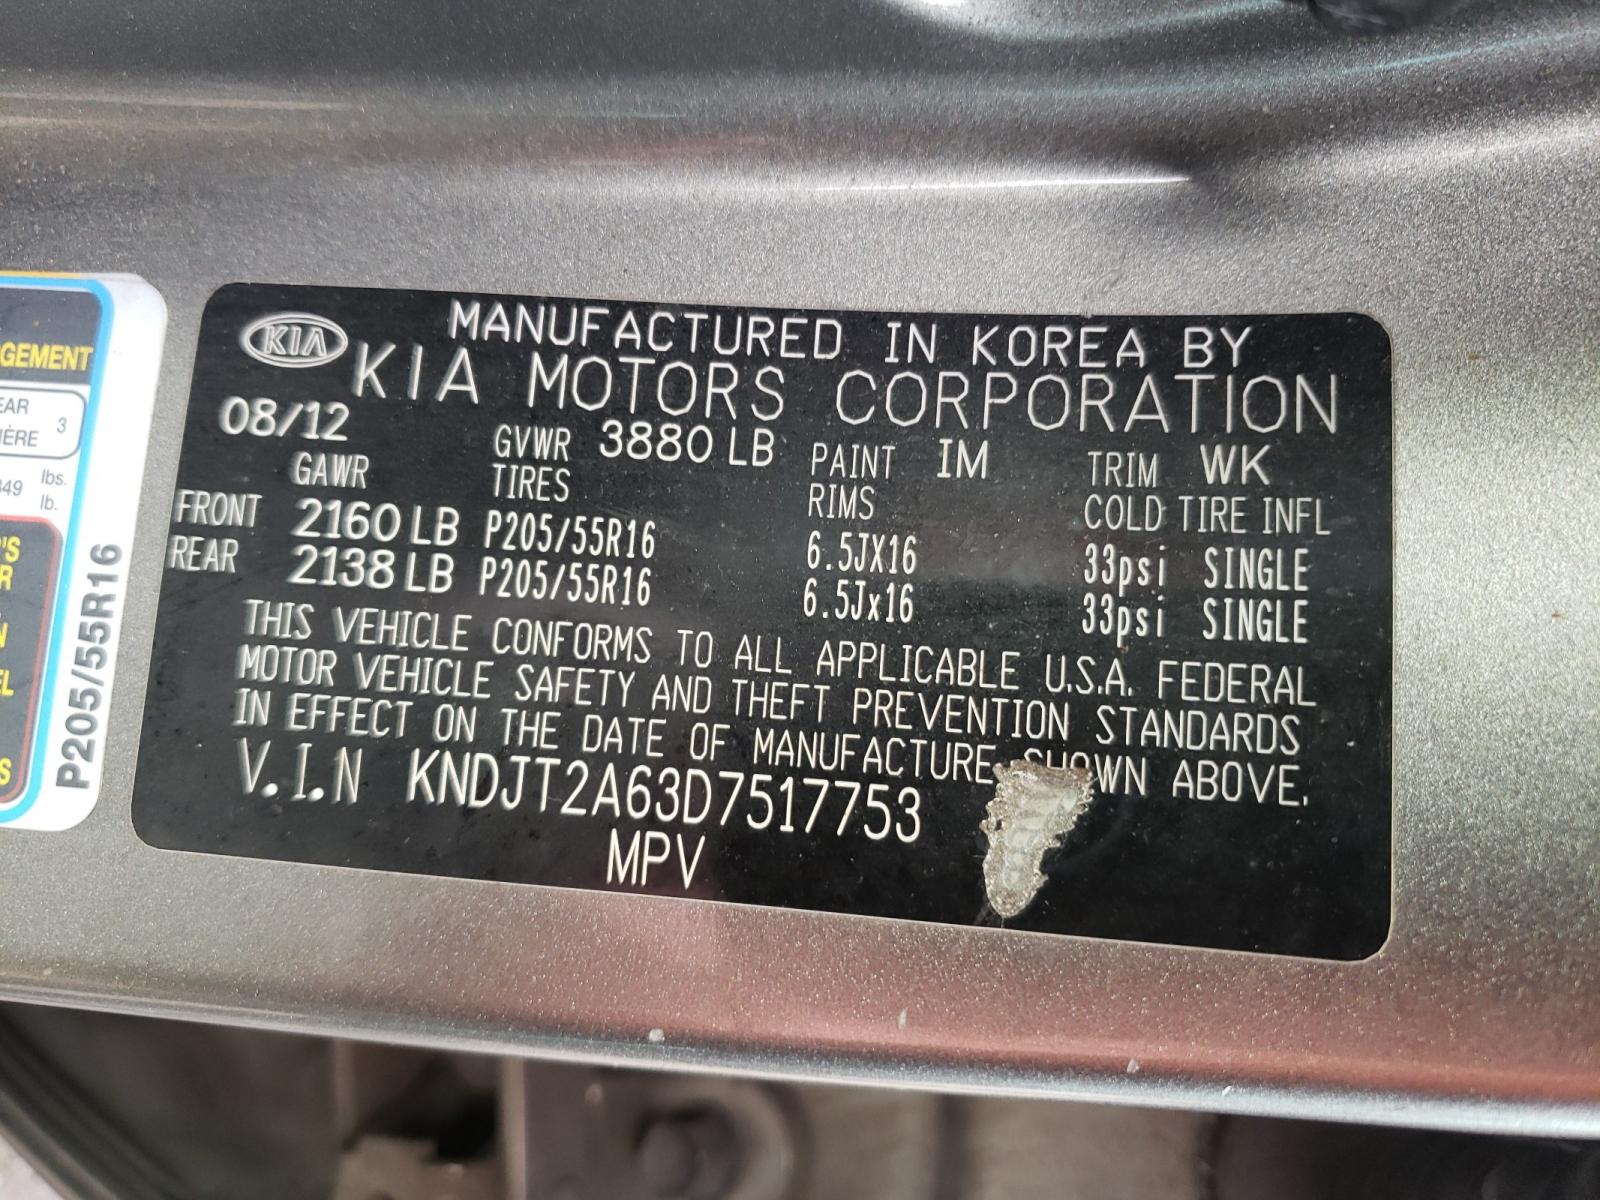 GEMENT
EAR 3
IÈRE
849 lbs.
lb.
'S
R
N
EL
S
P205/55R16
KIA
MANUFACTURED IN KOREA BY
KIA MOTORS CORPORATION
08/12 GVWR 3880 LB PAINT IM TRIM WK
GAWR TIRES RIMS COLD TIRE INFL
FRONT 2160 LB P205/55R16 6.5JX16 33psi SINGLE
REAR 2138 LB P205/55R16 6.5Jx16 33psi SINGLE
THIS VEHICLE CONFORMS TO ALL APPLICABLE U.S.A. FEDERAL
MOTOR VEHICLE SAFETY AND THEFT PREVENTION STANDARDS
IN EFFECT ON THE DATE OF MANUFACTURE SHOWN ABOVE.
V.I.N KNDJT2A63D7517753
MPV